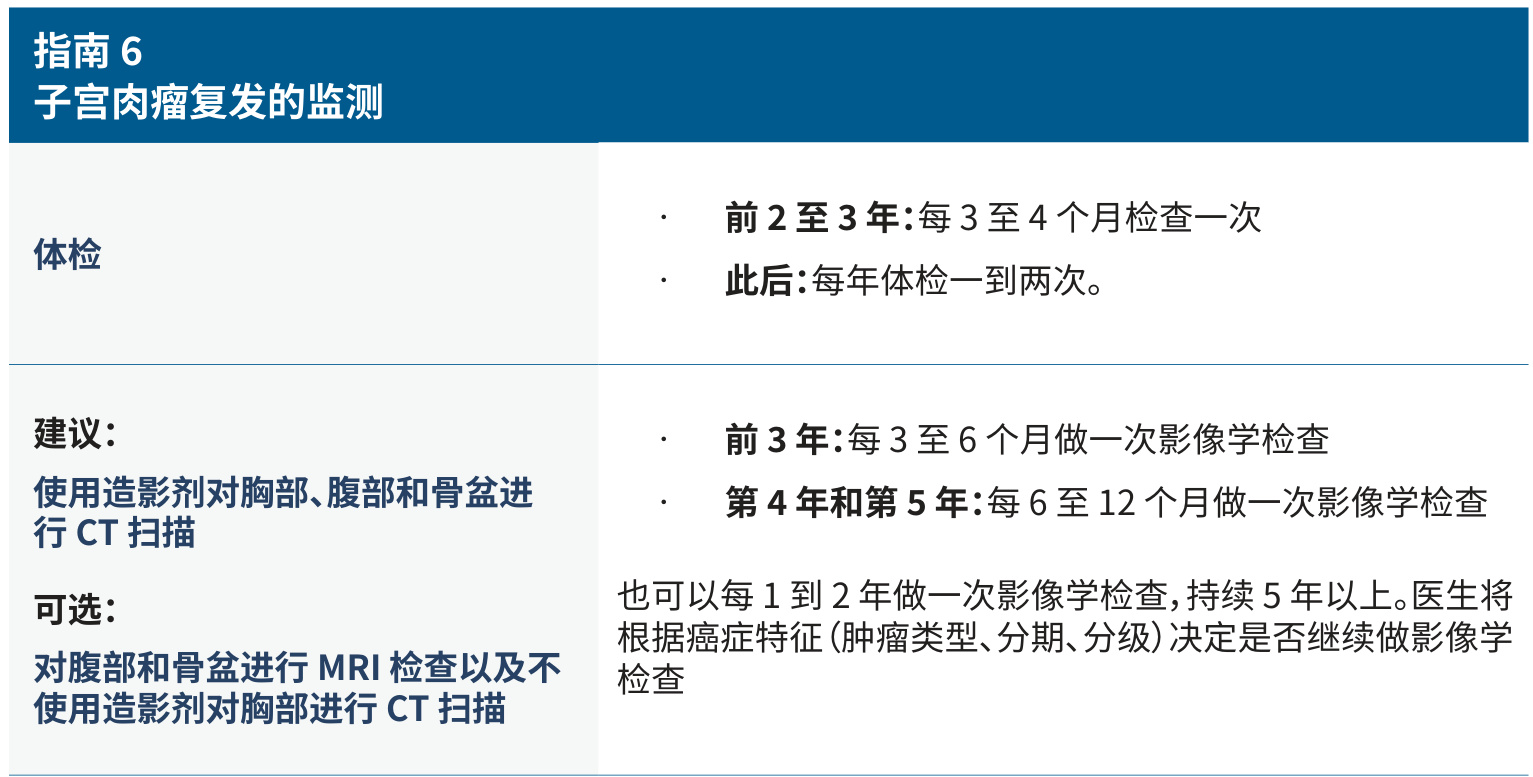 指南 6
子宫肉瘤复发的监测
体检
· 前 2 至 3 年：每 3 至 4 个月检查一次
· 此后：每年体检一到两次。
建议：
使用造影剂对胸部、腹部和骨盆进
行 CT 扫描
可选：
对腹部和骨盆进行 MRI 检查以及不
使用造影剂对胸部进行 CT 扫描
· 前 3 年：每 3 至 6 个月做一次影像学检查
· 第 4 年和第 5 年：每 6 至 12 个月做一次影像学检查
也可以每 1 到 2 年做一次影像学检查，持续 5 年以上。医生将
根据癌症特征（肿瘤类型、分期、分级）决定是否继续做影像学
检查